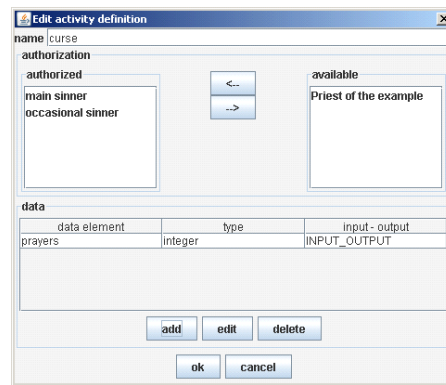 Edit activity definition
name curse
authorization
authorized
available
main sinner
occasional sinner
<--
-->
Priest of the example
data
data element type input - output
prayers integer INPUT_OUTPUT
add edit delete
ok cancel